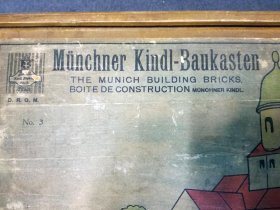 Münchner Kindl-Baukasten
THE MUNICH BUILDING BRICKS.
BOITE DE CONSTRUCTION MÜNCHNER KINDL.
D. R. G. M.
No. 3